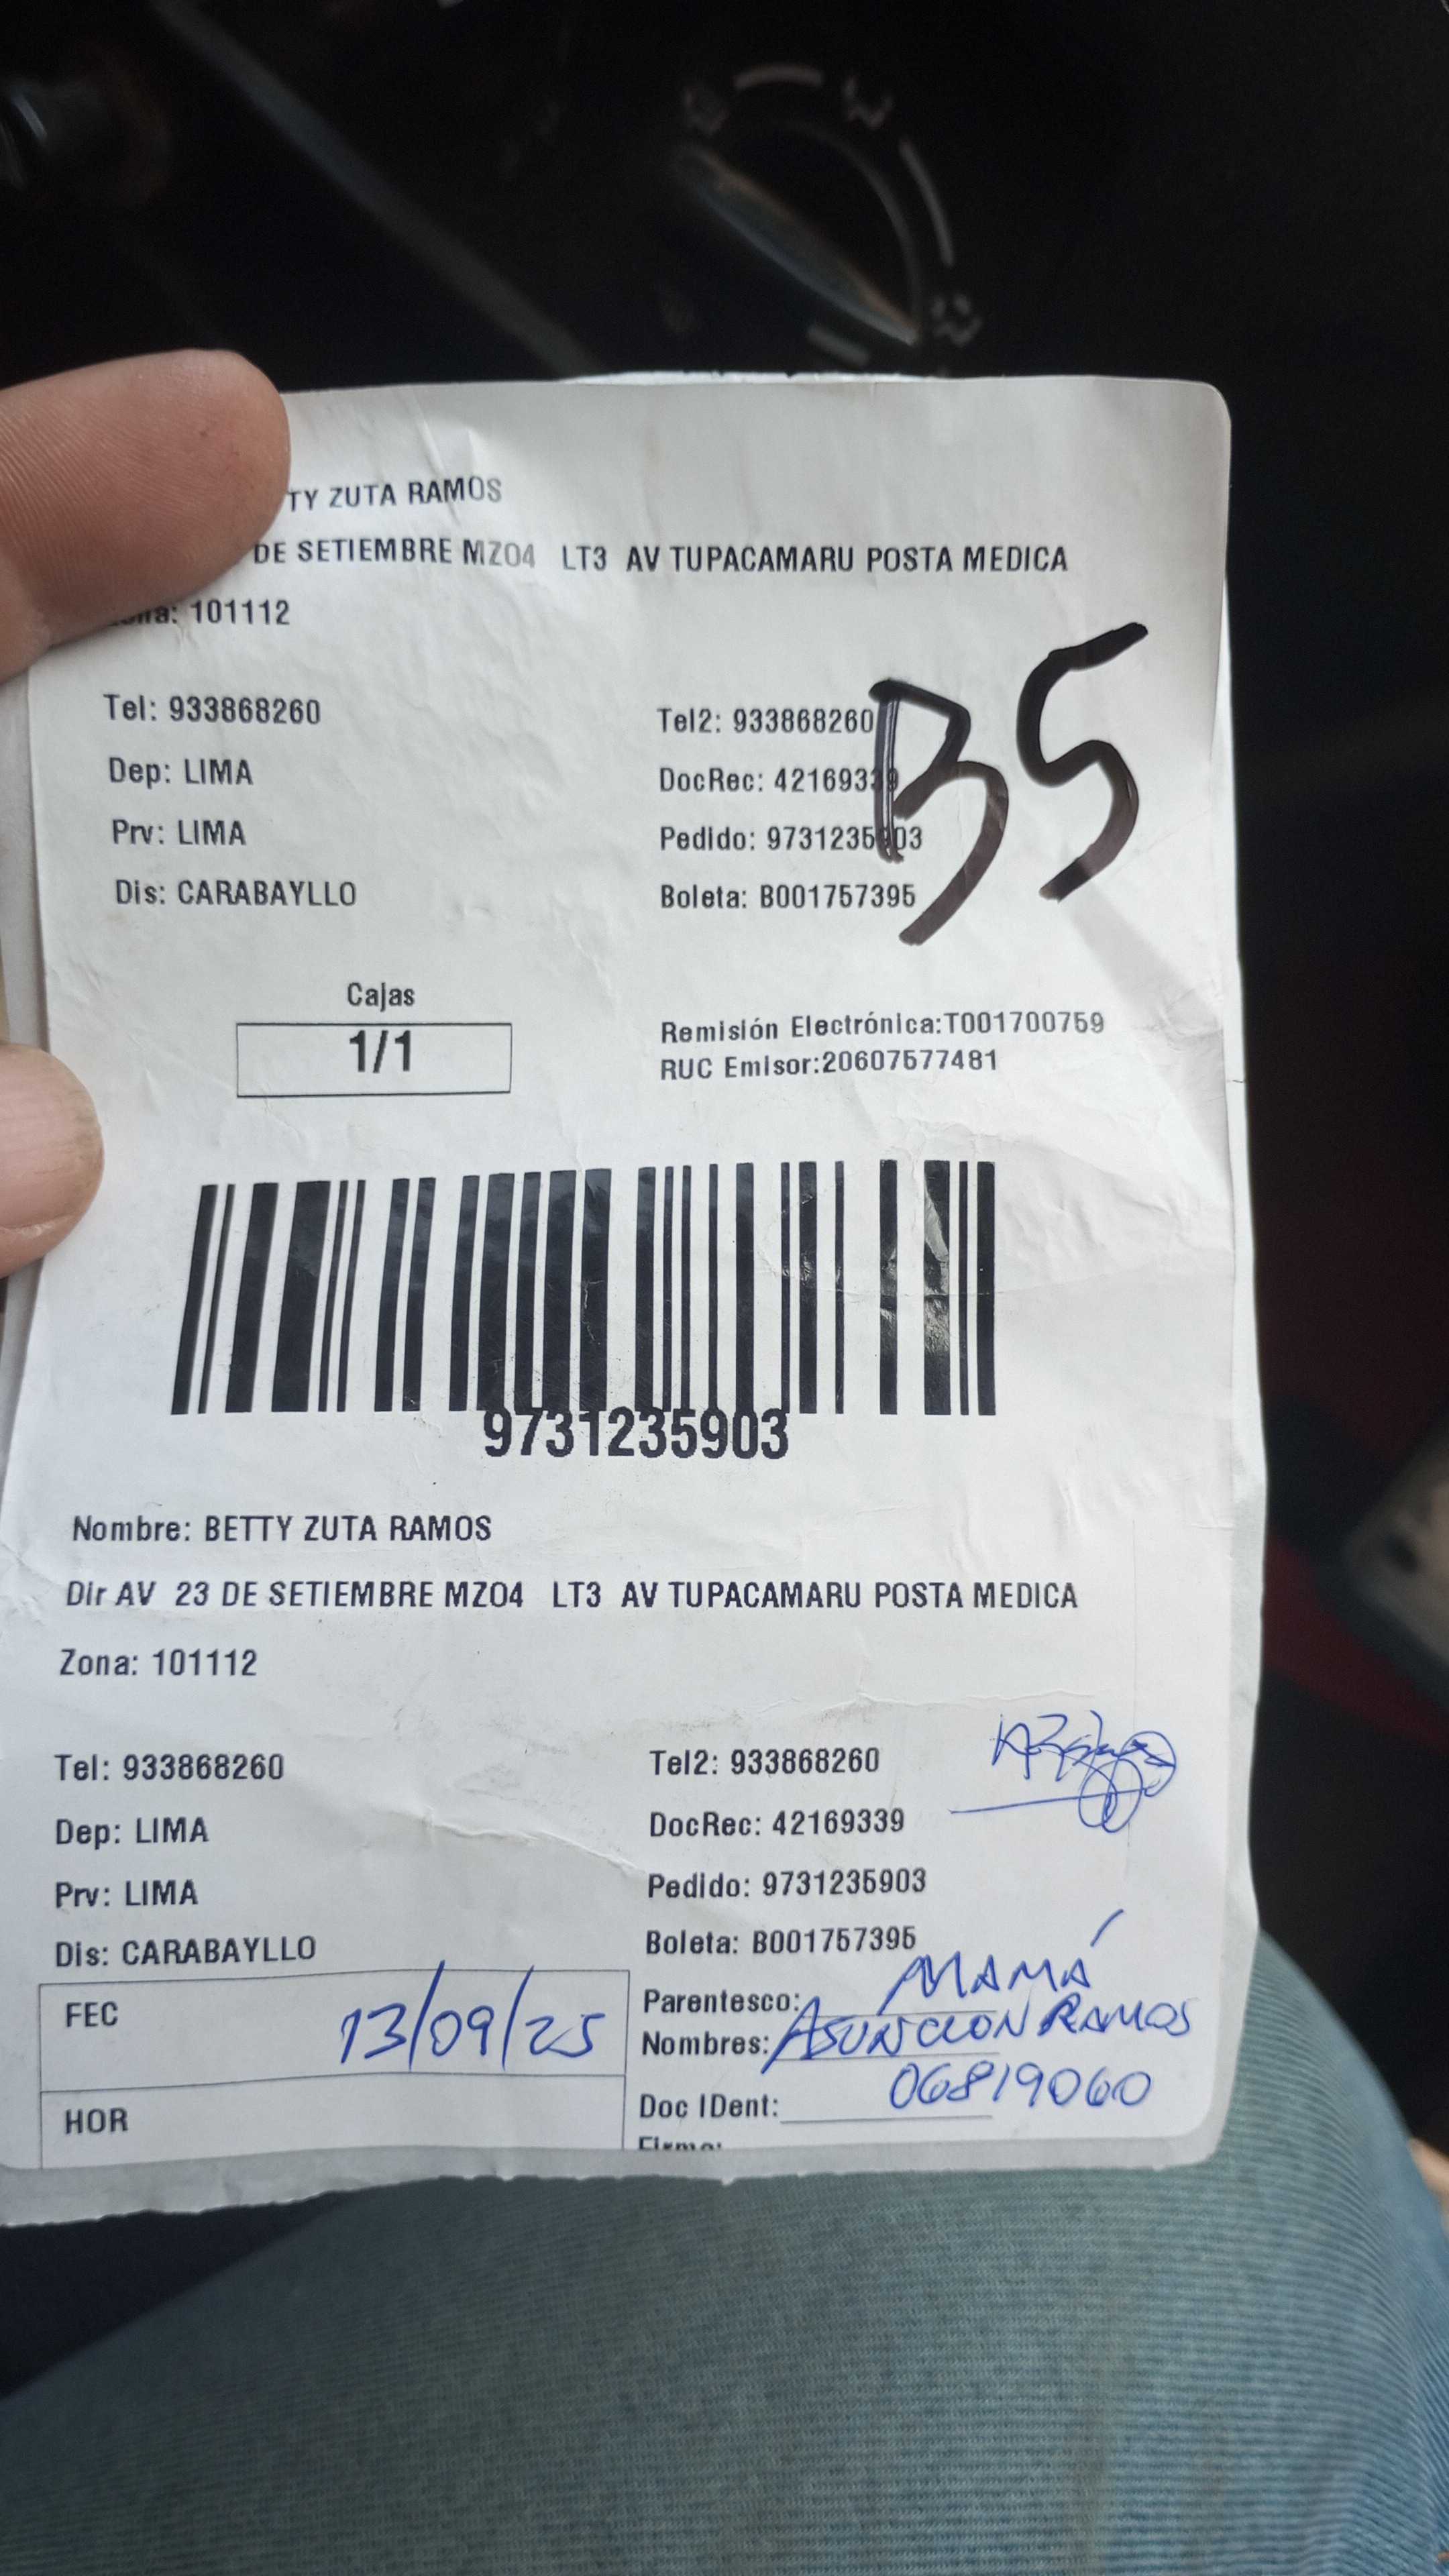 TY ZUTA RAMOS
DE SETIEMBRE MZ04 LT3 AV TUPACAMARU POSTA MEDICA
101112
Tel: 933868260
Tel2: 933868260
B5
Dep: LIMA
DocRec: 42169339
Prv: LIMA
Pedido: 9731235903
Dis: CARABAYLLO
Boleta: B001757395
Cajas
1/1
Remisión Electrónica:T001700759
RUC Emisor:20607577481
9731235903
Nombre: BETTY ZUTA RAMOS
Dir AV 23 DE SETIEMBRE MZ04 LT3 AV TUPACAMARU POSTA MEDICA
Zona: 101112
Tel: 933868260
Tel2: 933868260
Dep: LIMA
DocRec: 42169339
Prv: LIMA
Pedido: 9731235903
Dis: CARABAYLLO
Boleta: B001757395
FEC 13/09/25
Parentesco: MAMÁ
Nombres: ASUNCION RAMOS
HOR
Doc IDent: 06819060
Firma: